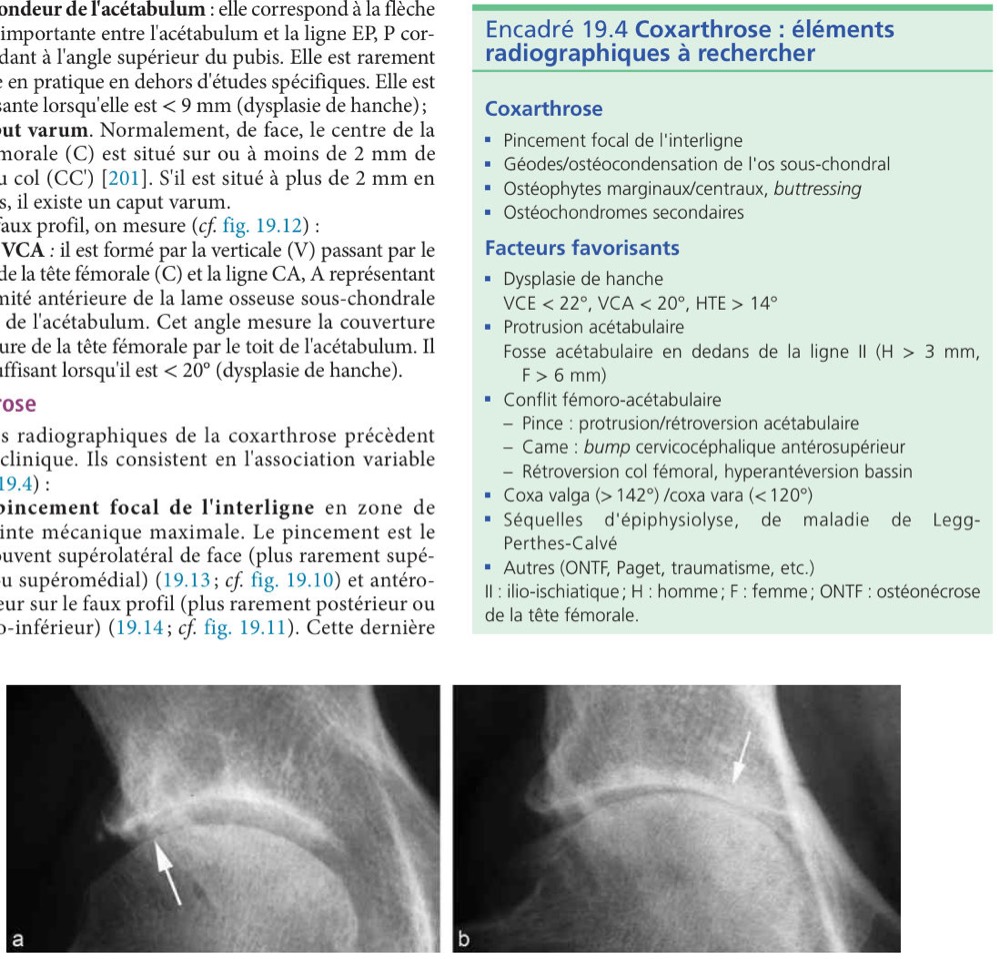 ondeur de l'acétabulum : elle correspond à la flèche
importante entre l'acétabulum et la ligne EP, P cor-
dant à l'angle supérieur du pubis. Elle est rarement
e en pratique en dehors d'études spécifiques. Elle est
sante lorsqu'elle est < 9 mm (dysplasie de hanche) ;
put varum. Normalement, de face, le centre de la
morale (C) est situé sur ou à moins de 2 mm de
u col (CC') [201]. S'il est situé à plus de 2 mm en
s, il existe un caput varum.
faux profil, on mesure (cf. fig. 19.12) :
VCA : il est formé par la verticale (V) passant par le
de la tête fémorale (C) et la ligne CA, A représentant
mité antérieure de la lame osseuse sous-chondrale
de l'acétabulum. Cet angle mesure la couverture
ure de la tête fémorale par le toit de l'acétabulum. Il
uffisant lorsqu'il est < 20° (dysplasie de hanche).
rose
s radiographiques de la coxarthrose précèdent
clinique. Ils consistent en l'association variable
19.4) :
pincement focal de l'interligne en zone de
inte mécanique maximale. Le pincement est le
ouvent supérolatéral de face (plus rarement supé-
u supéromédial) (19.13 ; cf. fig. 19.10) et antéro-
eur sur le faux profil (plus rarement postérieur ou
o-inférieur) (19.14 ; cf. fig. 19.11). Cette dernière
Encadré 19.4 Coxarthrose : éléments
radiographiques à rechercher
Coxarthrose
▪ Pincement focal de l'interligne
▪ Géodes/ostéocondensation de l'os sous-chondral
▪ Ostéophytes marginaux/centraux, buttressing
▪ Ostéochondromes secondaires
Facteurs favorisants
▪ Dysplasie de hanche
VCE < 22°, VCA < 20°, HTE > 14°
▪ Protrusion acétabulaire
Fosse acétabulaire en dedans de la ligne II (H > 3 mm,
F > 6 mm)
▪ Conflit fémoro-acétabulaire
– Pince : protrusion/rétroversion acétabulaire
– Came : bump cervicocéphalique antérosupérieur
– Rétroversion col fémoral, hyperantéversion bassin
▪ Coxa valga (> 142°) /coxa vara (< 120°)
▪ Séquelles d'épiphysiolyse, de maladie de Legg-
Perthes-Calvé
▪ Autres (ONTF, Paget, traumatisme, etc.)
II : ilio-ischiatique ; H : homme ; F : femme ; ONTF : ostéonécrose
de la tête fémorale.
a
b